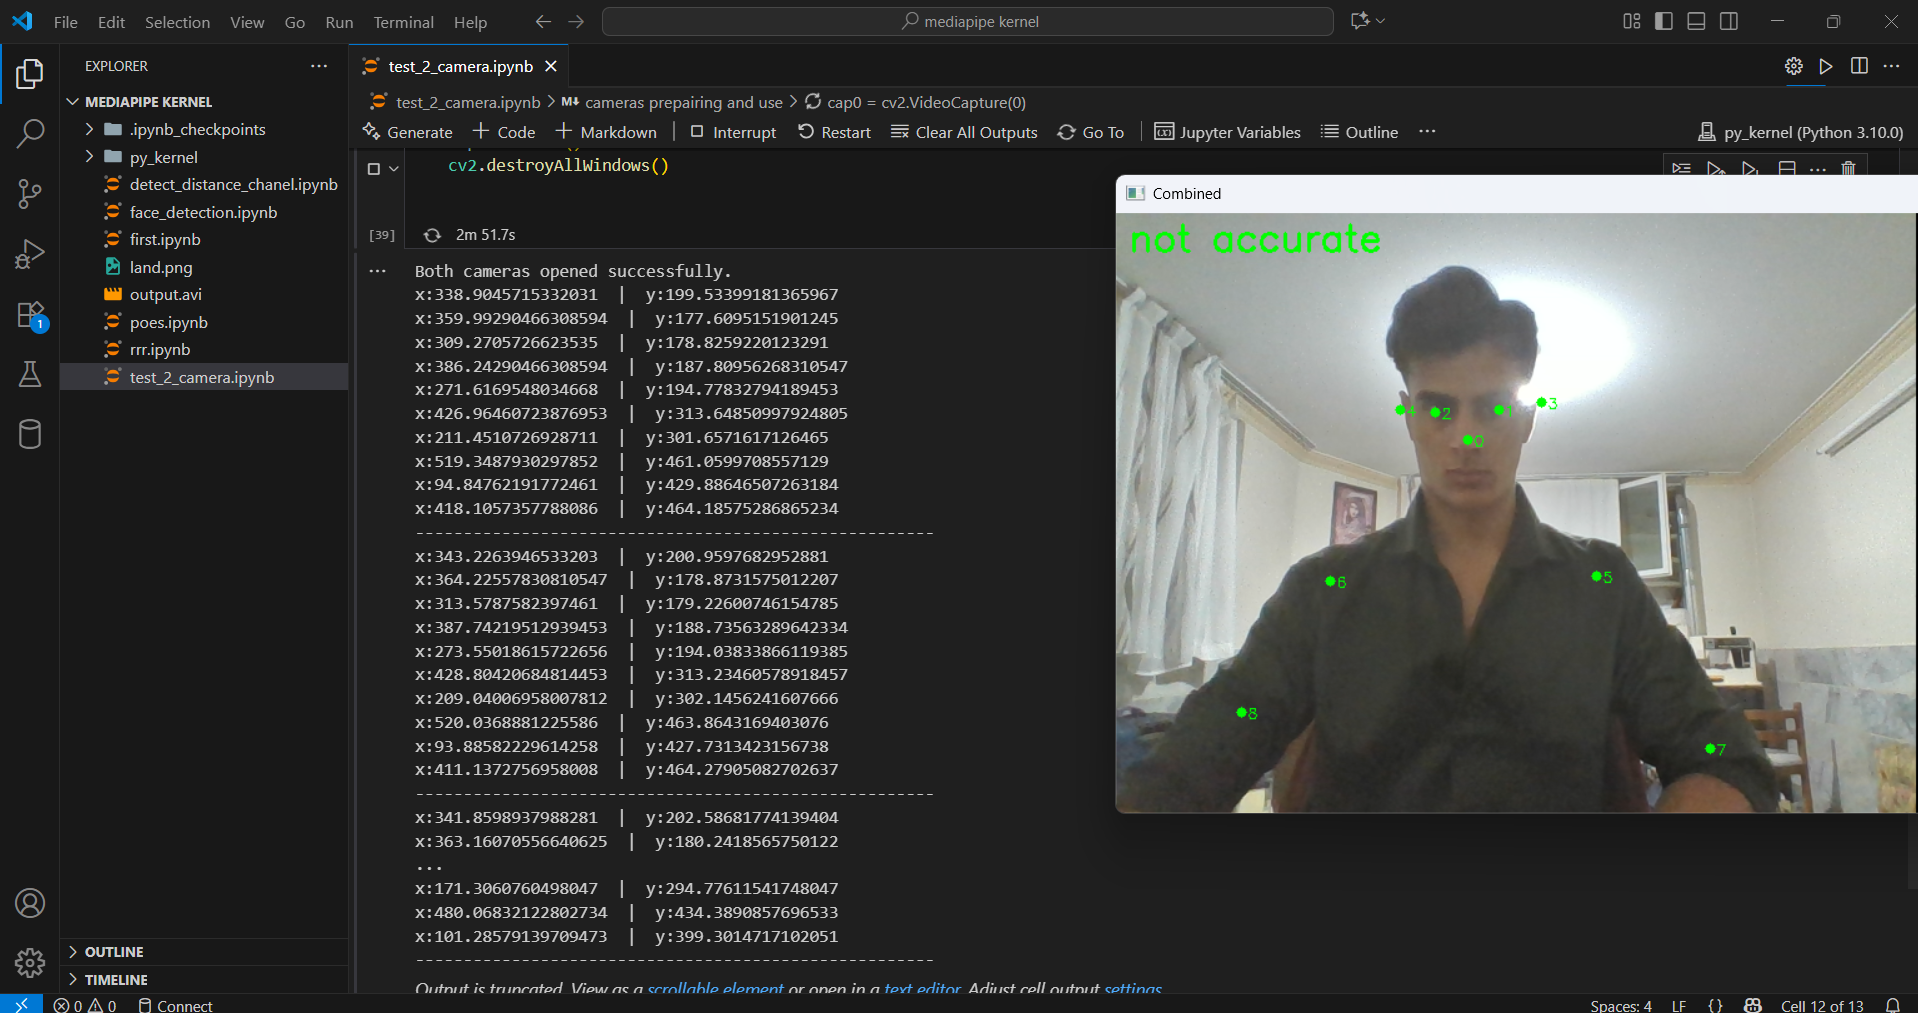 File Edit Selection View Go Run Terminal Help
mediapipe kernel
EXPLORER
MEDIAPIPE KERNEL
.ipynb_checkpoints
py_kernel
detect_distance_chanel.ipynb
face_detection.ipynb
first.ipynb
land.png
output.avi
poes.ipynb
rrr.ipynb
test_2_camera.ipynb
1
OUTLINE
TIMELINE
test_2_camera.ipynb
test_2_camera.ipynb > M↓ cameras prepairing and use > cap0 = cv2.VideoCapture(0)
Generate + Code + Markdown | Interrupt Restart Clear All Outputs Go To | Jupyter Variables Outline ...
py_kernel (Python 3.10.0)
cv2.destroyAllWindows()
[39] 2m 51.7s
Both cameras opened successfully.
x:338.9045715332031 | y:199.53399181365967
x:359.99290466308594 | y:177.6095151901245
x:309.2705726623535 | y:178.8259220123291
x:386.24290466308594 | y:187.80956268310547
x:271.6169548034668 | y:194.77832794189453
x:426.96460723876953 | y:313.64850997924805
x:211.4510726928711 | y:301.6571617126465
x:519.3487930297852 | y:461.0599708557129
x:94.84762191772461 | y:429.88646507263184
x:418.1057357788086 | y:464.18575286865234
------------------------------------------------------
x:343.2263946533203 | y:200.9597682952881
x:364.22557830810547 | y:178.8731575012207
x:313.5787582397461 | y:179.22600746154785
x:387.74219512939453 | y:188.73563289642334
x:273.55018615722656 | y:194.03833866119385
x:428.80420684814453 | y:313.23460578918457
x:209.04006958007812 | y:302.1456241607666
x:520.0368881225586 | y:463.8643169403076
x:93.88582229614258 | y:427.7313423156738
x:411.1372756958008 | y:464.27905082702637
------------------------------------------------------
x:341.8598937988281 | y:202.58681774139404
x:363.16070556640625 | y:180.2418565750122
...
x:171.3060760498047 | y:294.77611541748047
x:480.06832122802734 | y:434.3890857696533
x:101.28579139709473 | y:399.3014717102051
------------------------------------------------------
Output is truncated. View as a scrollable element or open in a text editor. Adjust cell output settings
Combined
not accurate
4 2 1 3
0
6 5
8
7
0 0 Connect
Spaces: 4 LF {} Cell 12 of 13